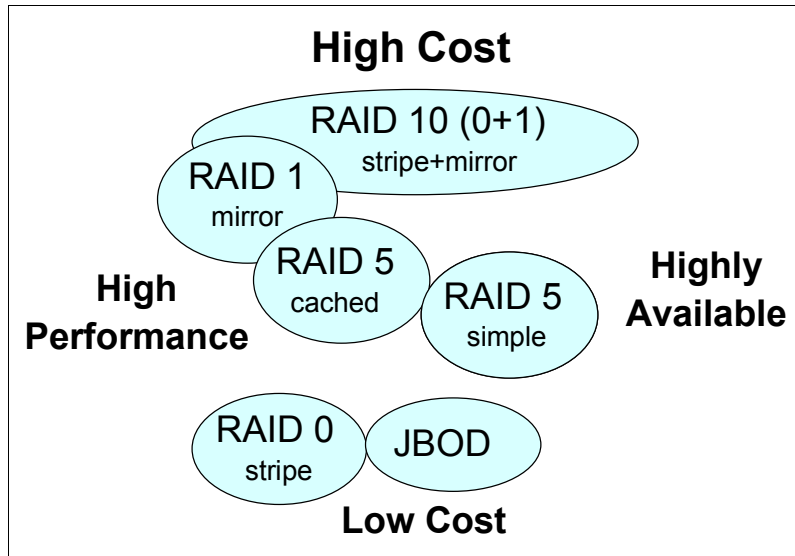 High Cost
RAID 10 (0+1)
stripe+mirror
RAID 1
mirror
RAID 5
cached
RAID 5
simple
High
Performance
Highly
Available
RAID 0
stripe
JBOD
Low Cost